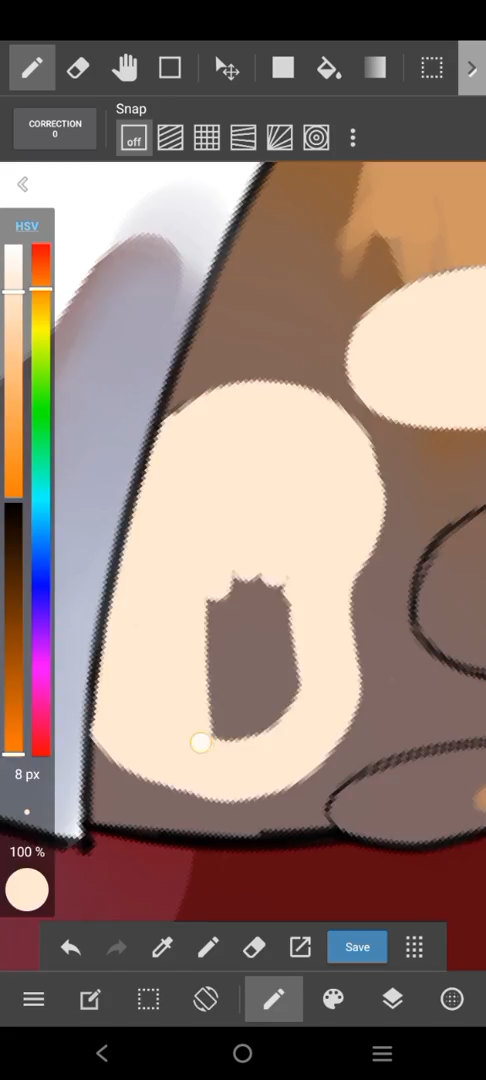 CORRECTION
0
Snap
off
HSV
8 px
100 %
Save